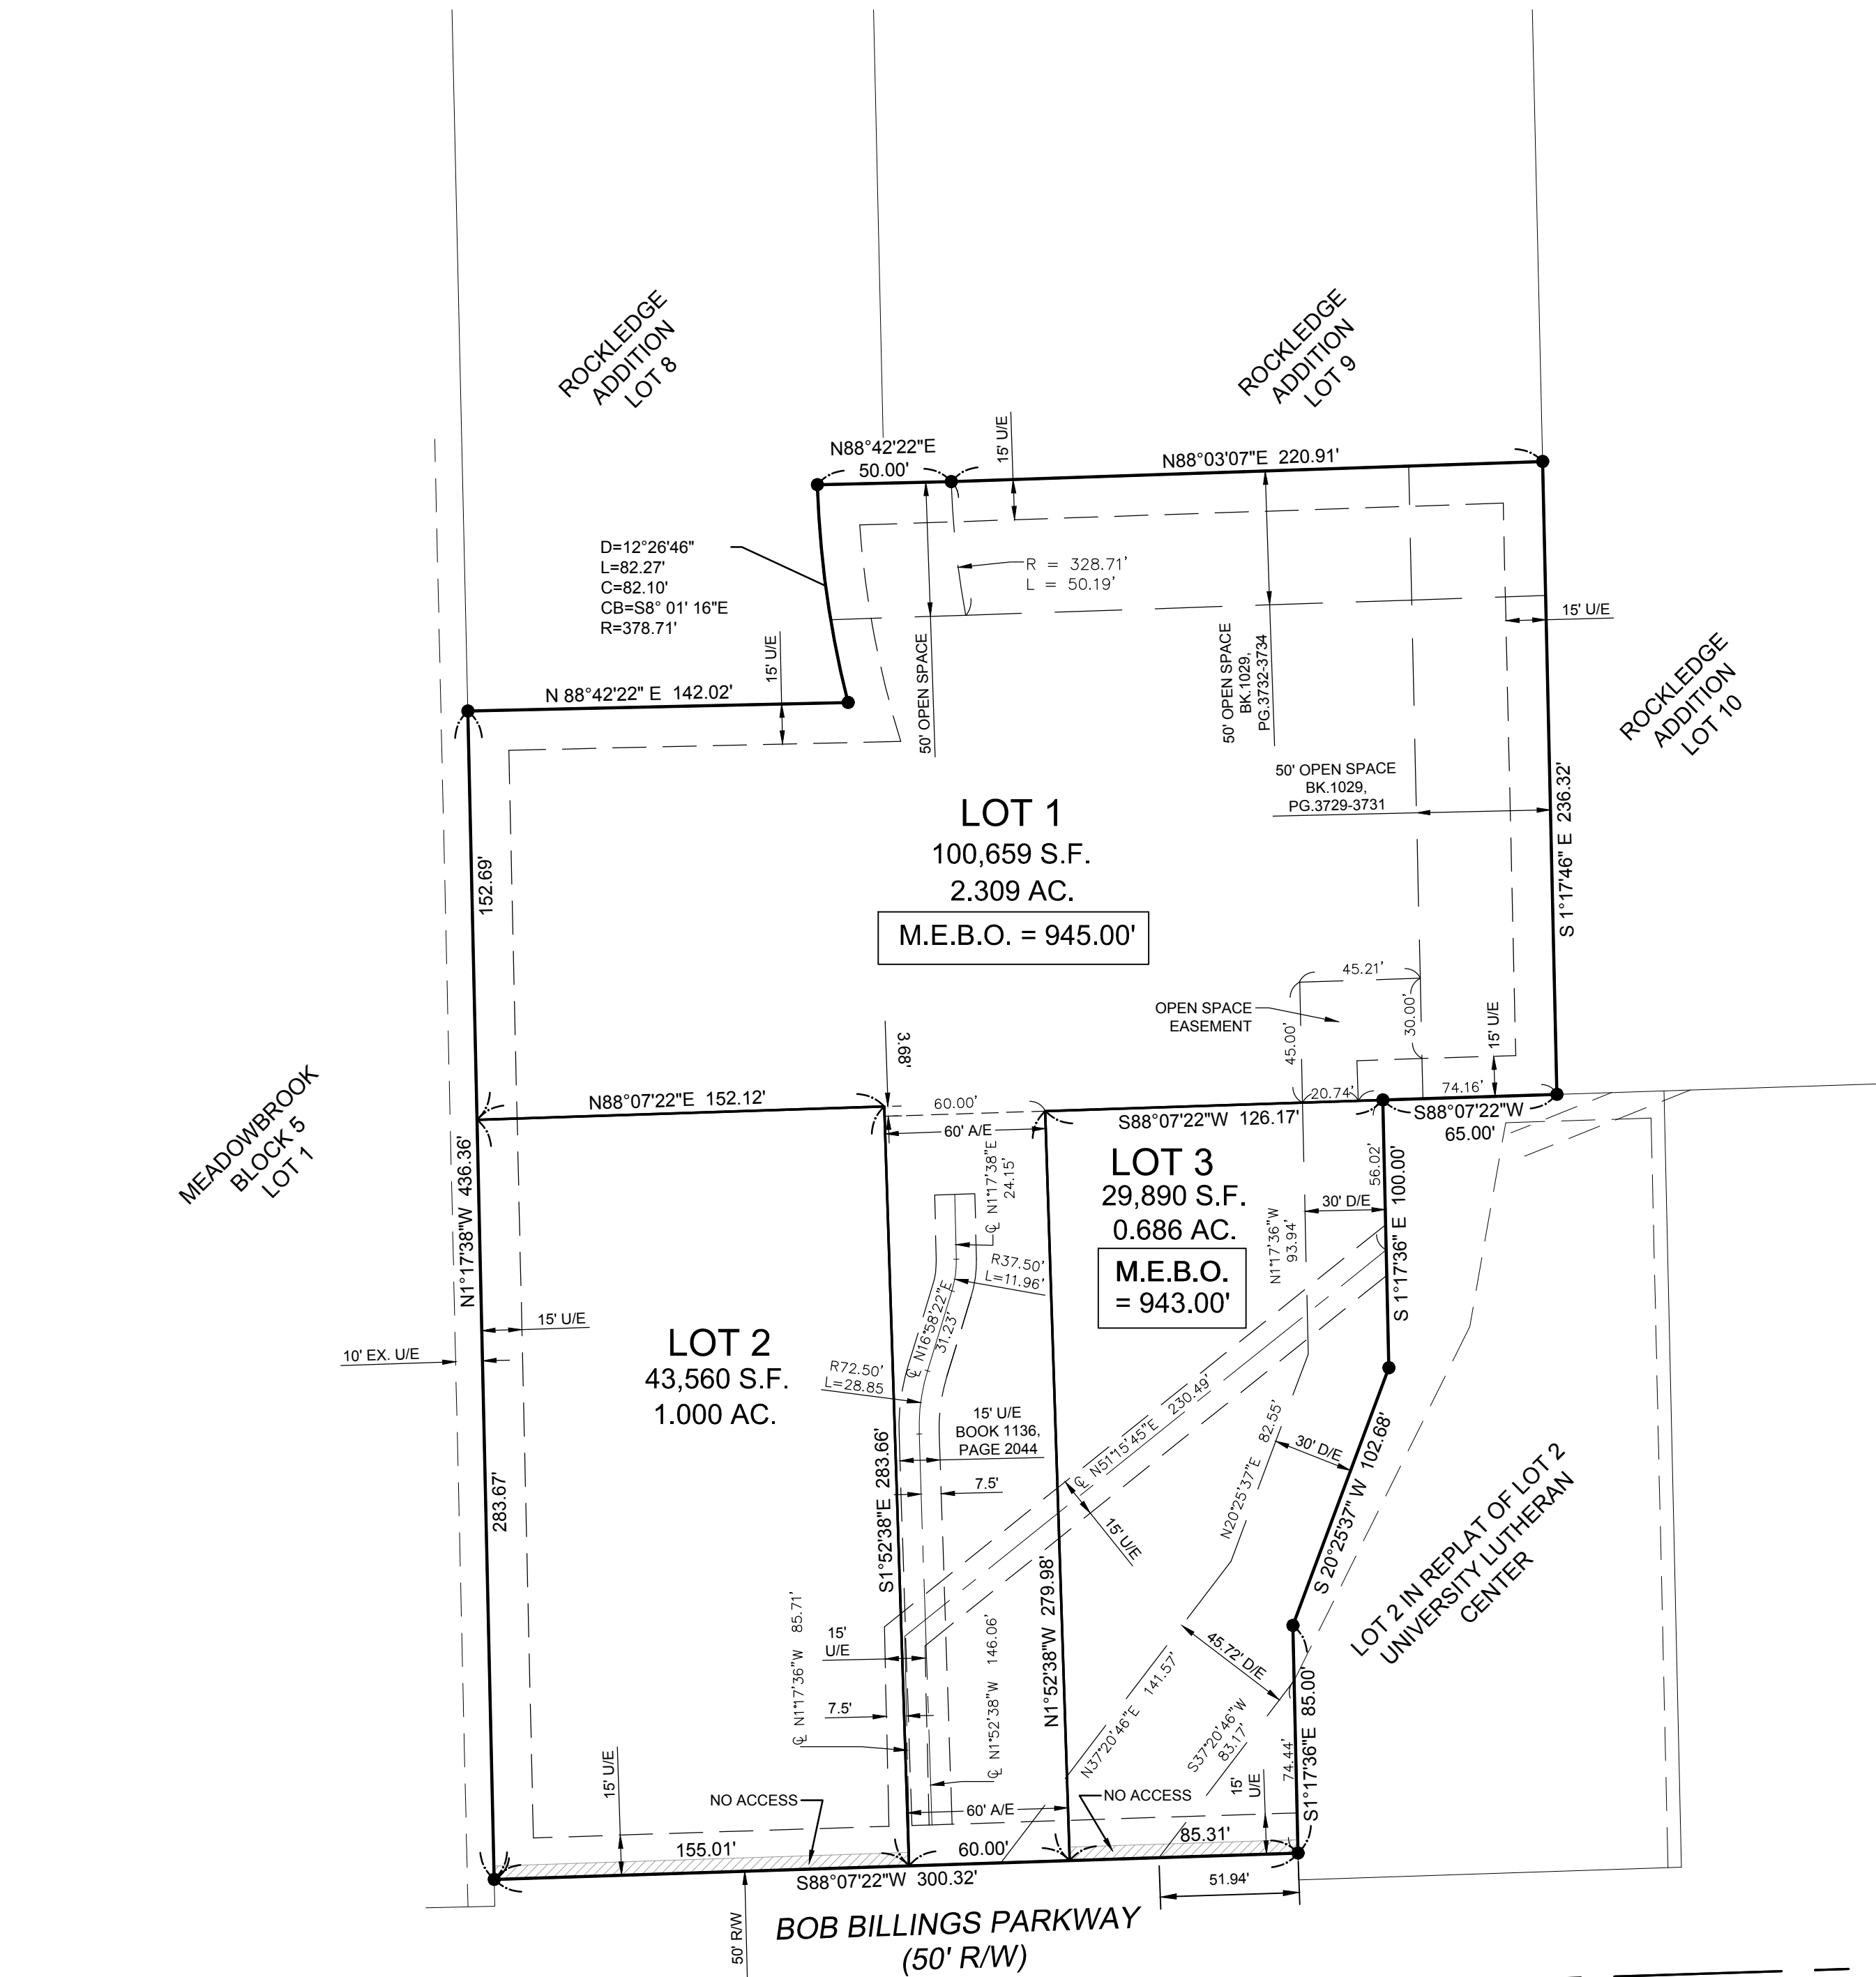 ROCKLEDGE
ADDITION
LOT 8
ROCKLEDGE
ADDITION
LOT 9
N88°42'22"E
50.00'
15' U/E
N88°03'07"E 220.91'
D=12°26'46"
L=82.27'
C=82.10'
CB=S8° 01' 16"E
R=378.71'
R = 328.71'
L = 50.19'
15' U/E
15' U/E
N 88°42'22" E 142.02'
50' OPEN SPACE
50' OPEN SPACE
BK.1029,
PG.3732-3734
ROCKLEDGE
ADDITION
LOT 10
50' OPEN SPACE
BK.1029,
PG.3729-3731
S 1°17'46" E 236.32'
LOT 1
100,659 S.F.
2.309 AC.
M.E.B.O. = 945.00'
152.69'
45.21'
OPEN SPACE
EASEMENT
45.00'
30.00'
15' U/E
3.68'
MEADOWBROOK
BLOCK 5
LOT 1
N88°07'22"E 152.12'
60.00'
60' A/E
20.74'
74.16'
S88°07'22"W 126.17'
S88°07'22"W
65.00'
N1°17'38"W 436.36'
LOT 3
29,890 S.F.
0.686 AC.
M.E.B.O.
= 943.00'
℄ N1°17'38"E
24.15'
56.02'
S 1°17'36" E 100.00'
30' D/E
N1°17'36"W
93.94'
R37.50'
L=11.96'
℄ N16°58'22"E
31.23'
15' U/E
10' EX. U/E
LOT 2
43,560 S.F.
1.000 AC.
R72.50'
L=28.85
15' U/E
BOOK 1136,
PAGE 2044
7.5'
℄ N51°15'45"E 230.49'
15' U/E
N20°25'37"E 82.55'
30' D/E
S 20°25'37" W 102.68'
283.67'
S1°52'38"E 283.66'
N1°52'38"W 279.98'
LOT 2 IN REPLAT OF LOT 2
UNIVERSITY LUTHERAN
CENTER
℄ N1°17'36"W 85.71'
15'
U/E
7.5'
℄ N1°52'38"W 146.06'
45.72' D/E
N37°20'46"E 141.57'
S37°20'46"W
83.17'
74.44'
S1°17'36"E 85.00'
15' U/E
NO ACCESS
60' A/E
NO ACCESS
15'
U/E
155.01'
60.00'
85.31'
S88°07'22"W 300.32'
51.94'
50' R/W
BOB BILLINGS PARKWAY
(50' R/W)